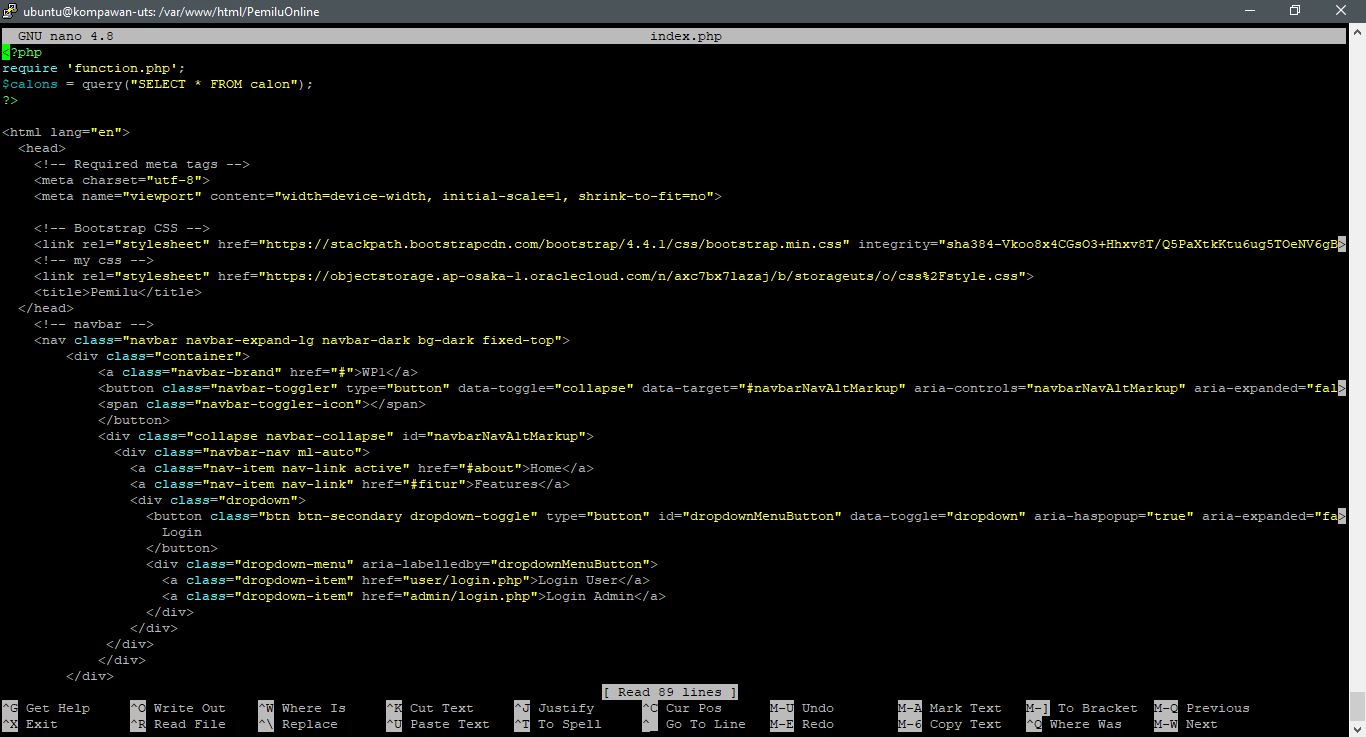 ubuntu@kompawan-uts: /var/www/html/PemiluOnline
GNU nano 4.8 index.php
<?php
require 'function.php';
$calons = query("SELECT * FROM calon");
?>
<html lang="en">
<head>
<!-- Required meta tags -->
<meta charset="utf-8">
<meta name="viewport" content="width=device-width, initial-scale=1, shrink-to-fit=no">
<!-- Bootstrap CSS -->
<link rel="stylesheet" href="https://stackpath.bootstrapcdn.com/bootstrap/4.4.1/css/bootstrap.min.css" integrity="sha384-Vkoo8x4CGsO3+Hhxv8T/Q5PaXtkKtu6ug5TOeNV6gB>
<!-- my css -->
<link rel="stylesheet" href="https://objectstorage.ap-osaka-1.oraclecloud.com/n/axc7bx7lazaj/b/storageuts/o/css%2Fstyle.css">
<title>Pemilu</title>
</head>
<!-- navbar -->
<nav class="navbar navbar-expand-lg navbar-dark bg-dark fixed-top">
<div class="container">
<a class="navbar-brand" href="#">WP1</a>
<button class="navbar-toggler" type="button" data-toggle="collapse" data-target="#navbarNavAltMarkup" aria-controls="navbarNavAltMarkup" aria-expanded="fal>
<span class="navbar-toggler-icon"></span>
</button>
<div class="collapse navbar-collapse" id="navbarNavAltMarkup">
<div class="navbar-nav ml-auto">
<a class="nav-item nav-link active" href="#about">Home</a>
<a class="nav-item nav-link" href="#fitur">Features</a>
<div class="dropdown">
<button class="btn btn-secondary dropdown-toggle" type="button" id="dropdownMenuButton" data-toggle="dropdown" aria-haspopup="true" aria-expanded="fa>
Login
</button>
<div class="dropdown-menu" aria-labelledby="dropdownMenuButton">
<a class="dropdown-item" href="user/login.php">Login User</a>
<a class="dropdown-item" href="admin/login.php">Login Admin</a>
</div>
</div>
</div>
</div>
</div>
[ Read 89 lines ]
^G Get Help ^O Write Out ^W Where Is ^K Cut Text ^J Justify ^C Cur Pos M-U Undo M-A Mark Text M-] To Bracket M-Q Previous
^X Exit ^R Read File ^\ Replace ^U Paste Text ^T To Spell ^_ Go To Line M-E Redo M-6 Copy Text ^Q Where Was M-W Next